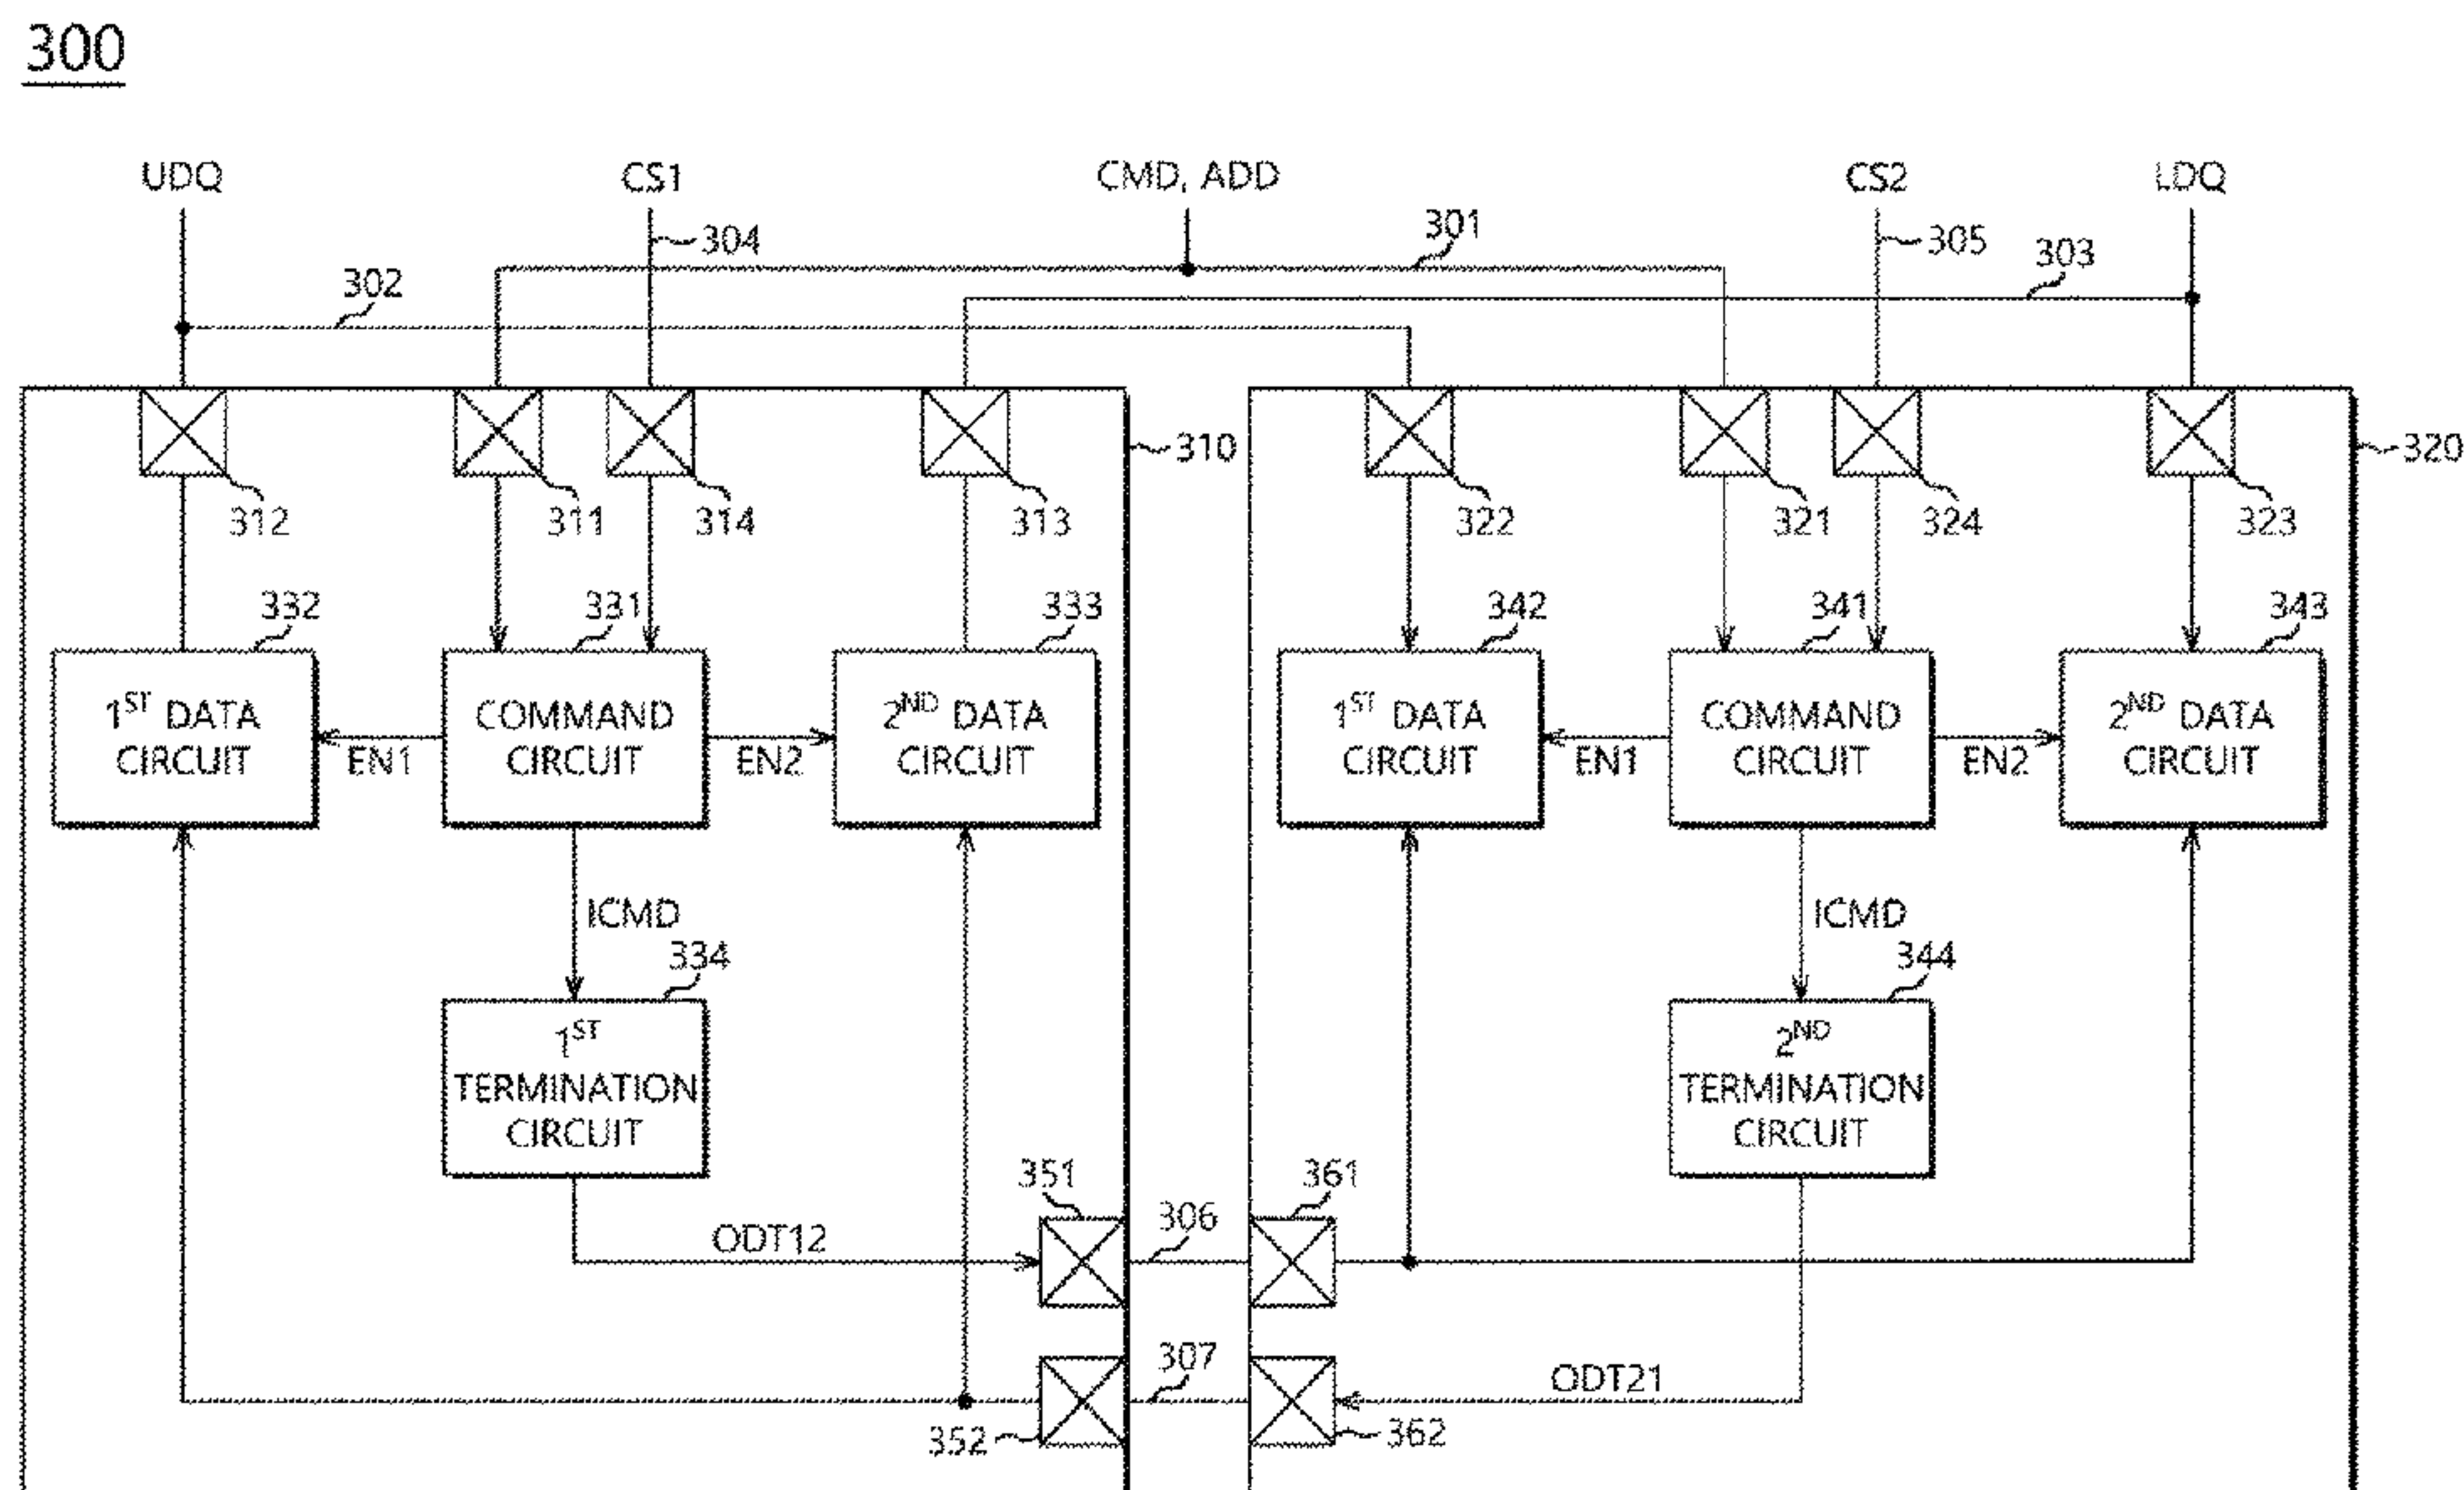 300
UDQ CS1 CMD, ADD CS2 LDQ
304 301 305 303
302
310 320
312 311 314 313 322 321 324 323
332 331 333 342 341 343
1ST DATA CIRCUIT
EN1
COMMAND CIRCUIT
EN2
2ND DATA CIRCUIT
1ST DATA CIRCUIT
EN1
COMMAND CIRCUIT
EN2
2ND DATA CIRCUIT
ICMD ICMD
334 344
1ST
TERMINATION
CIRCUIT
2ND
TERMINATION
CIRCUIT
351 306 361
ODT12
307
ODT21
352 362